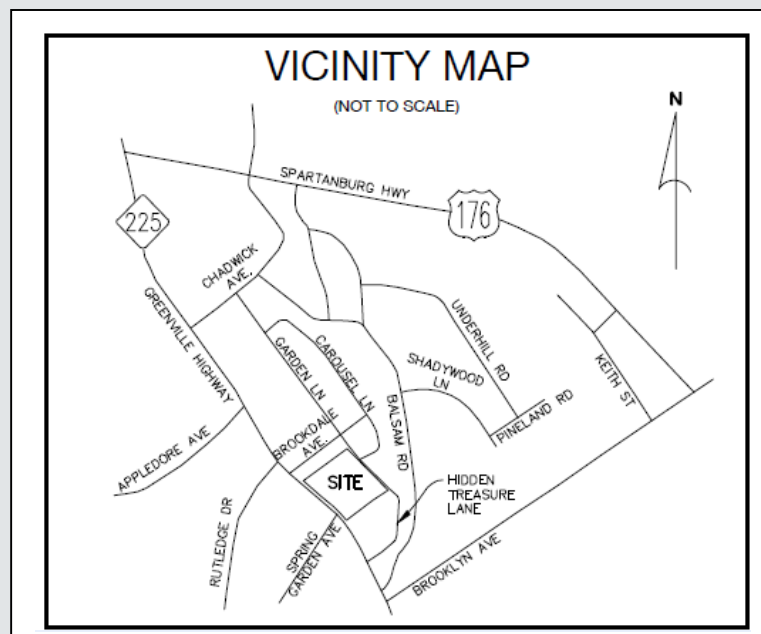 VICINITY MAP
(NOT TO SCALE)
N
SPARTANBURG HWY
176
225
CHADWICK
AVE.
GREENVILLE HIGHWAY
GARDEN LN
CAROUSEL LN
UNDERHILL RD
SHADYWOOD
LN
KEITH ST
BALSAM RD
PINELAND RD
BROOKDALE
AVE.
APPLEDORE AVE
SITE
HIDDEN
TREASURE
LANE
RUTLEDGE DR
SPRING
GARDEN AVE
BROOKLYN AVE